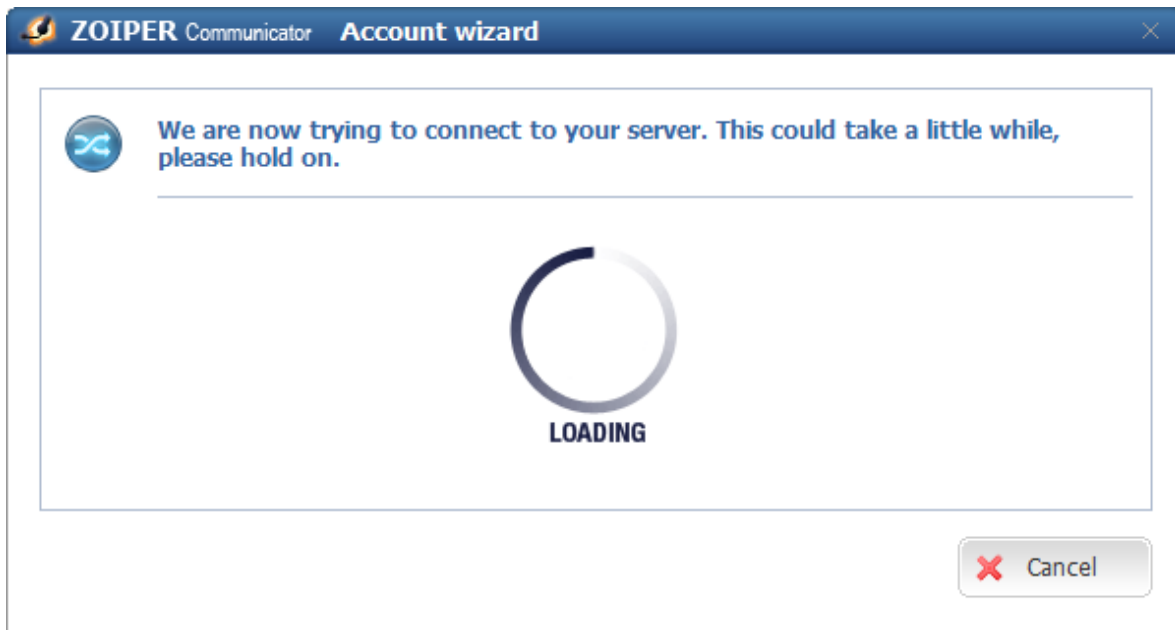 ZOIPER Communicator Account wizard
We are now trying to connect to your server. This could take a little while,
please hold on.
LOADING
Cancel